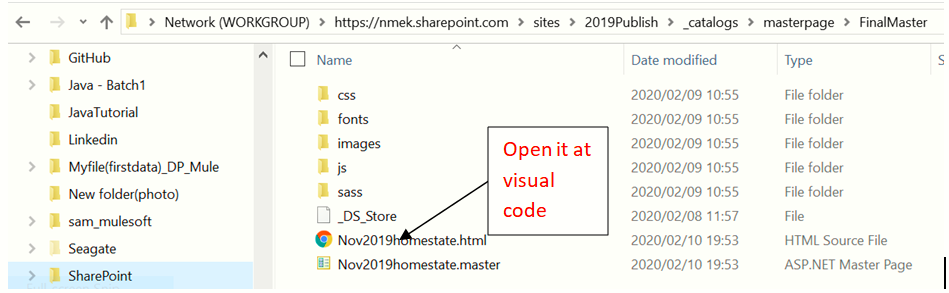 Network (WORKGROUP) > https://nmek.sharepoint.com > sites > 2019Publish > _catalogs > masterpage > FinalMaster
GitHub
Java - Batch1
JavaTutorial
Linkedin
Myfile(firstdata)_DP_Mule
New folder(photo)
sam_mulesoft
Seagate
SharePoint
Name Date modified Type S
css 2020/02/09 10:55 File folder
fonts 2020/02/09 10:55 File folder
images 2020/02/09 10:55 File folder
js 2020/02/09 10:55 File folder
sass 2020/02/09 10:55 File folder
_DS_Store 2020/02/08 11:57 File
Nov2019homestate.html 2020/02/10 19:53 HTML Source File
Nov2019homestate.master 2020/02/10 19:53 ASP.NET Master Page
Open it at
visual
code